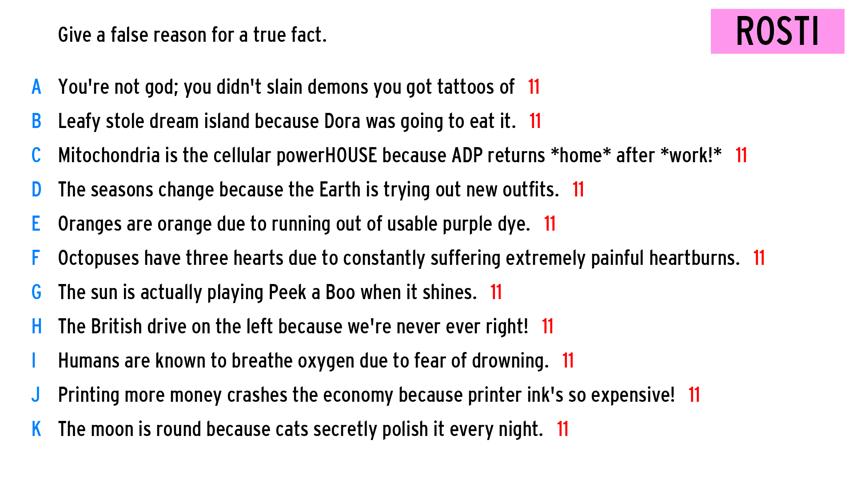 Give a false reason for a true fact.
ROSTI
A You're not god; you didn't slain demons you got tattoos of 11
B Leafy stole dream island because Dora was going to eat it. 11
C Mitochondria is the cellular powerHOUSE because ADP returns *home* after *work!* 11
D The seasons change because the Earth is trying out new outfits. 11
E Oranges are orange due to running out of usable purple dye. 11
F Octopuses have three hearts due to constantly suffering extremely painful heartburns. 11
G The sun is actually playing Peek a Boo when it shines. 11
H The British drive on the left because we're never ever right! 11
I Humans are known to breathe oxygen due to fear of drowning. 11
J Printing more money crashes the economy because printer ink's so expensive! 11
K The moon is round because cats secretly polish it every night. 11